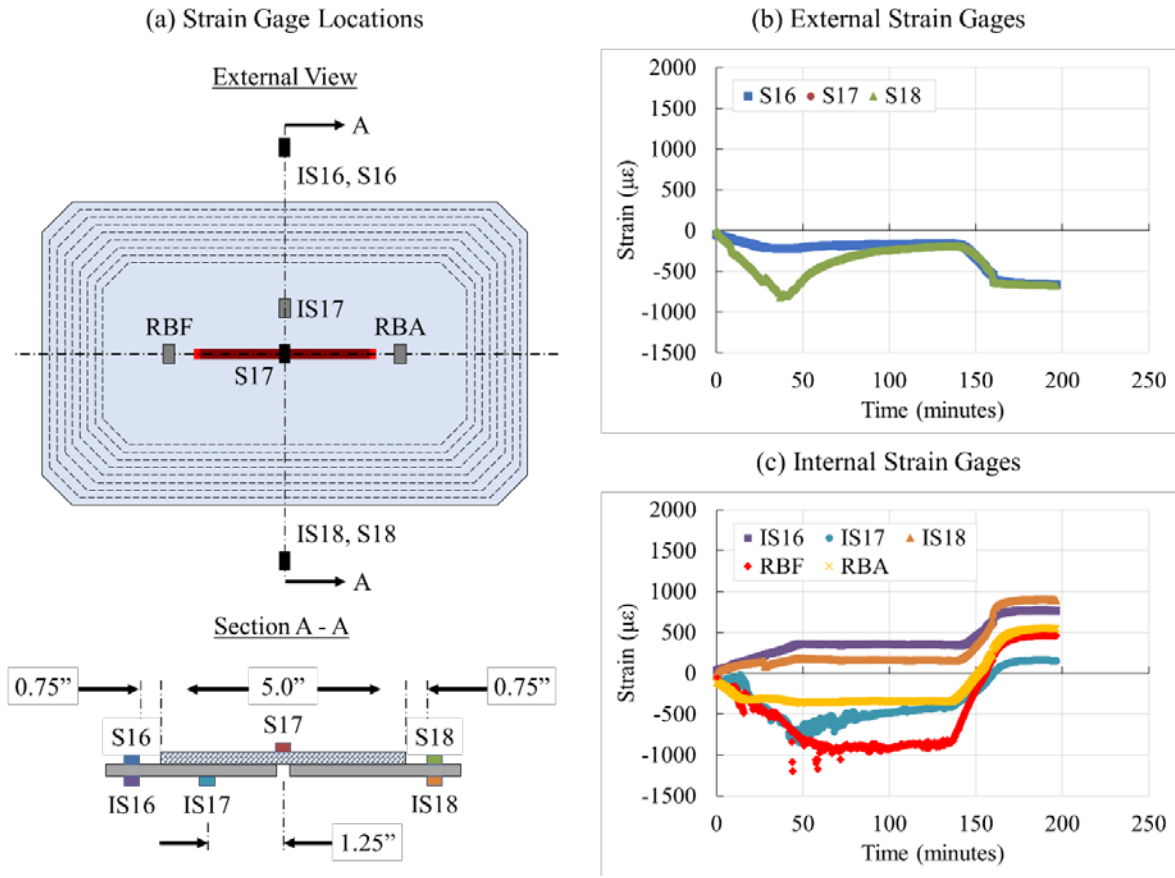 (a) Strain Gage Locations
External View
A
IS16, S16
IS17
RBF
RBA
S17
IS18, S18
A
Section A - A
0.75”
5.0”
0.75”
S17
S16
S18
IS16
IS17
IS18
1.25”
(b) External Strain Gages
2000
1500
1000
500
0
-500
-1000
-1500
Strain (με)
S16 S17 S18
0 50 100 150 200 250
Time (minutes)
(c) Internal Strain Gages
2000
1500
1000
500
0
-500
-1000
-1500
Strain (με)
IS16 IS17 IS18
RBF RBA
0 50 100 150 200 250
Time (minutes)